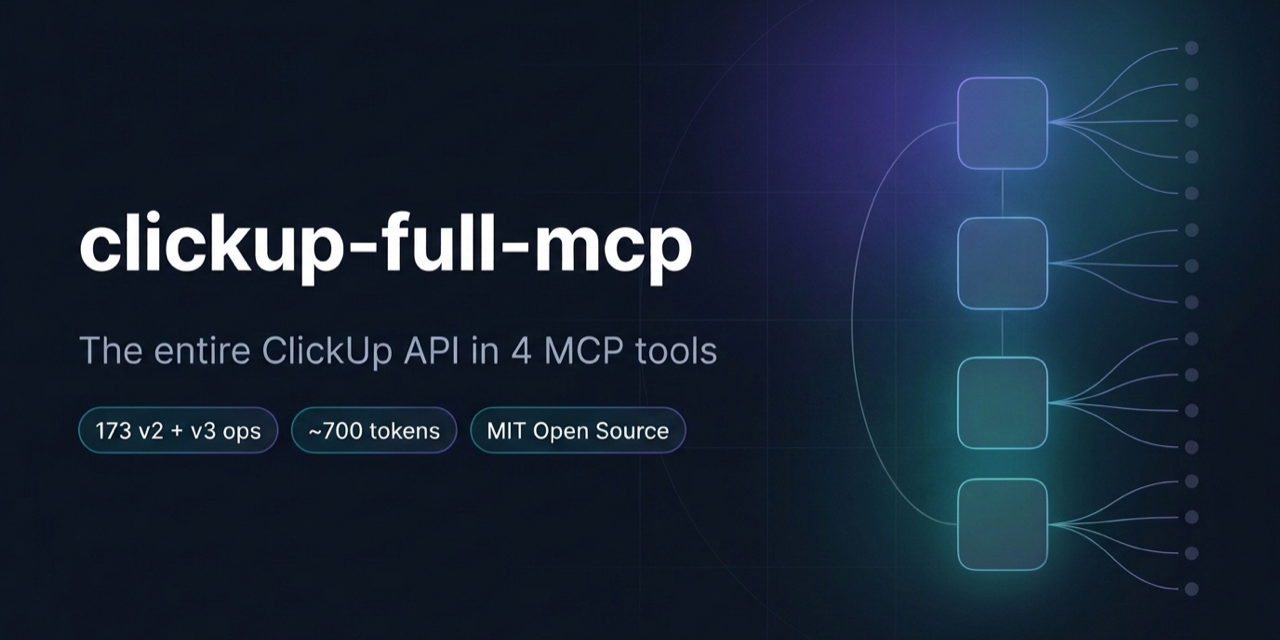 clickup-full-mcp
The entire ClickUp API in 4 MCP tools
173 v2 + v3 ops
~700 tokens
MIT Open Source